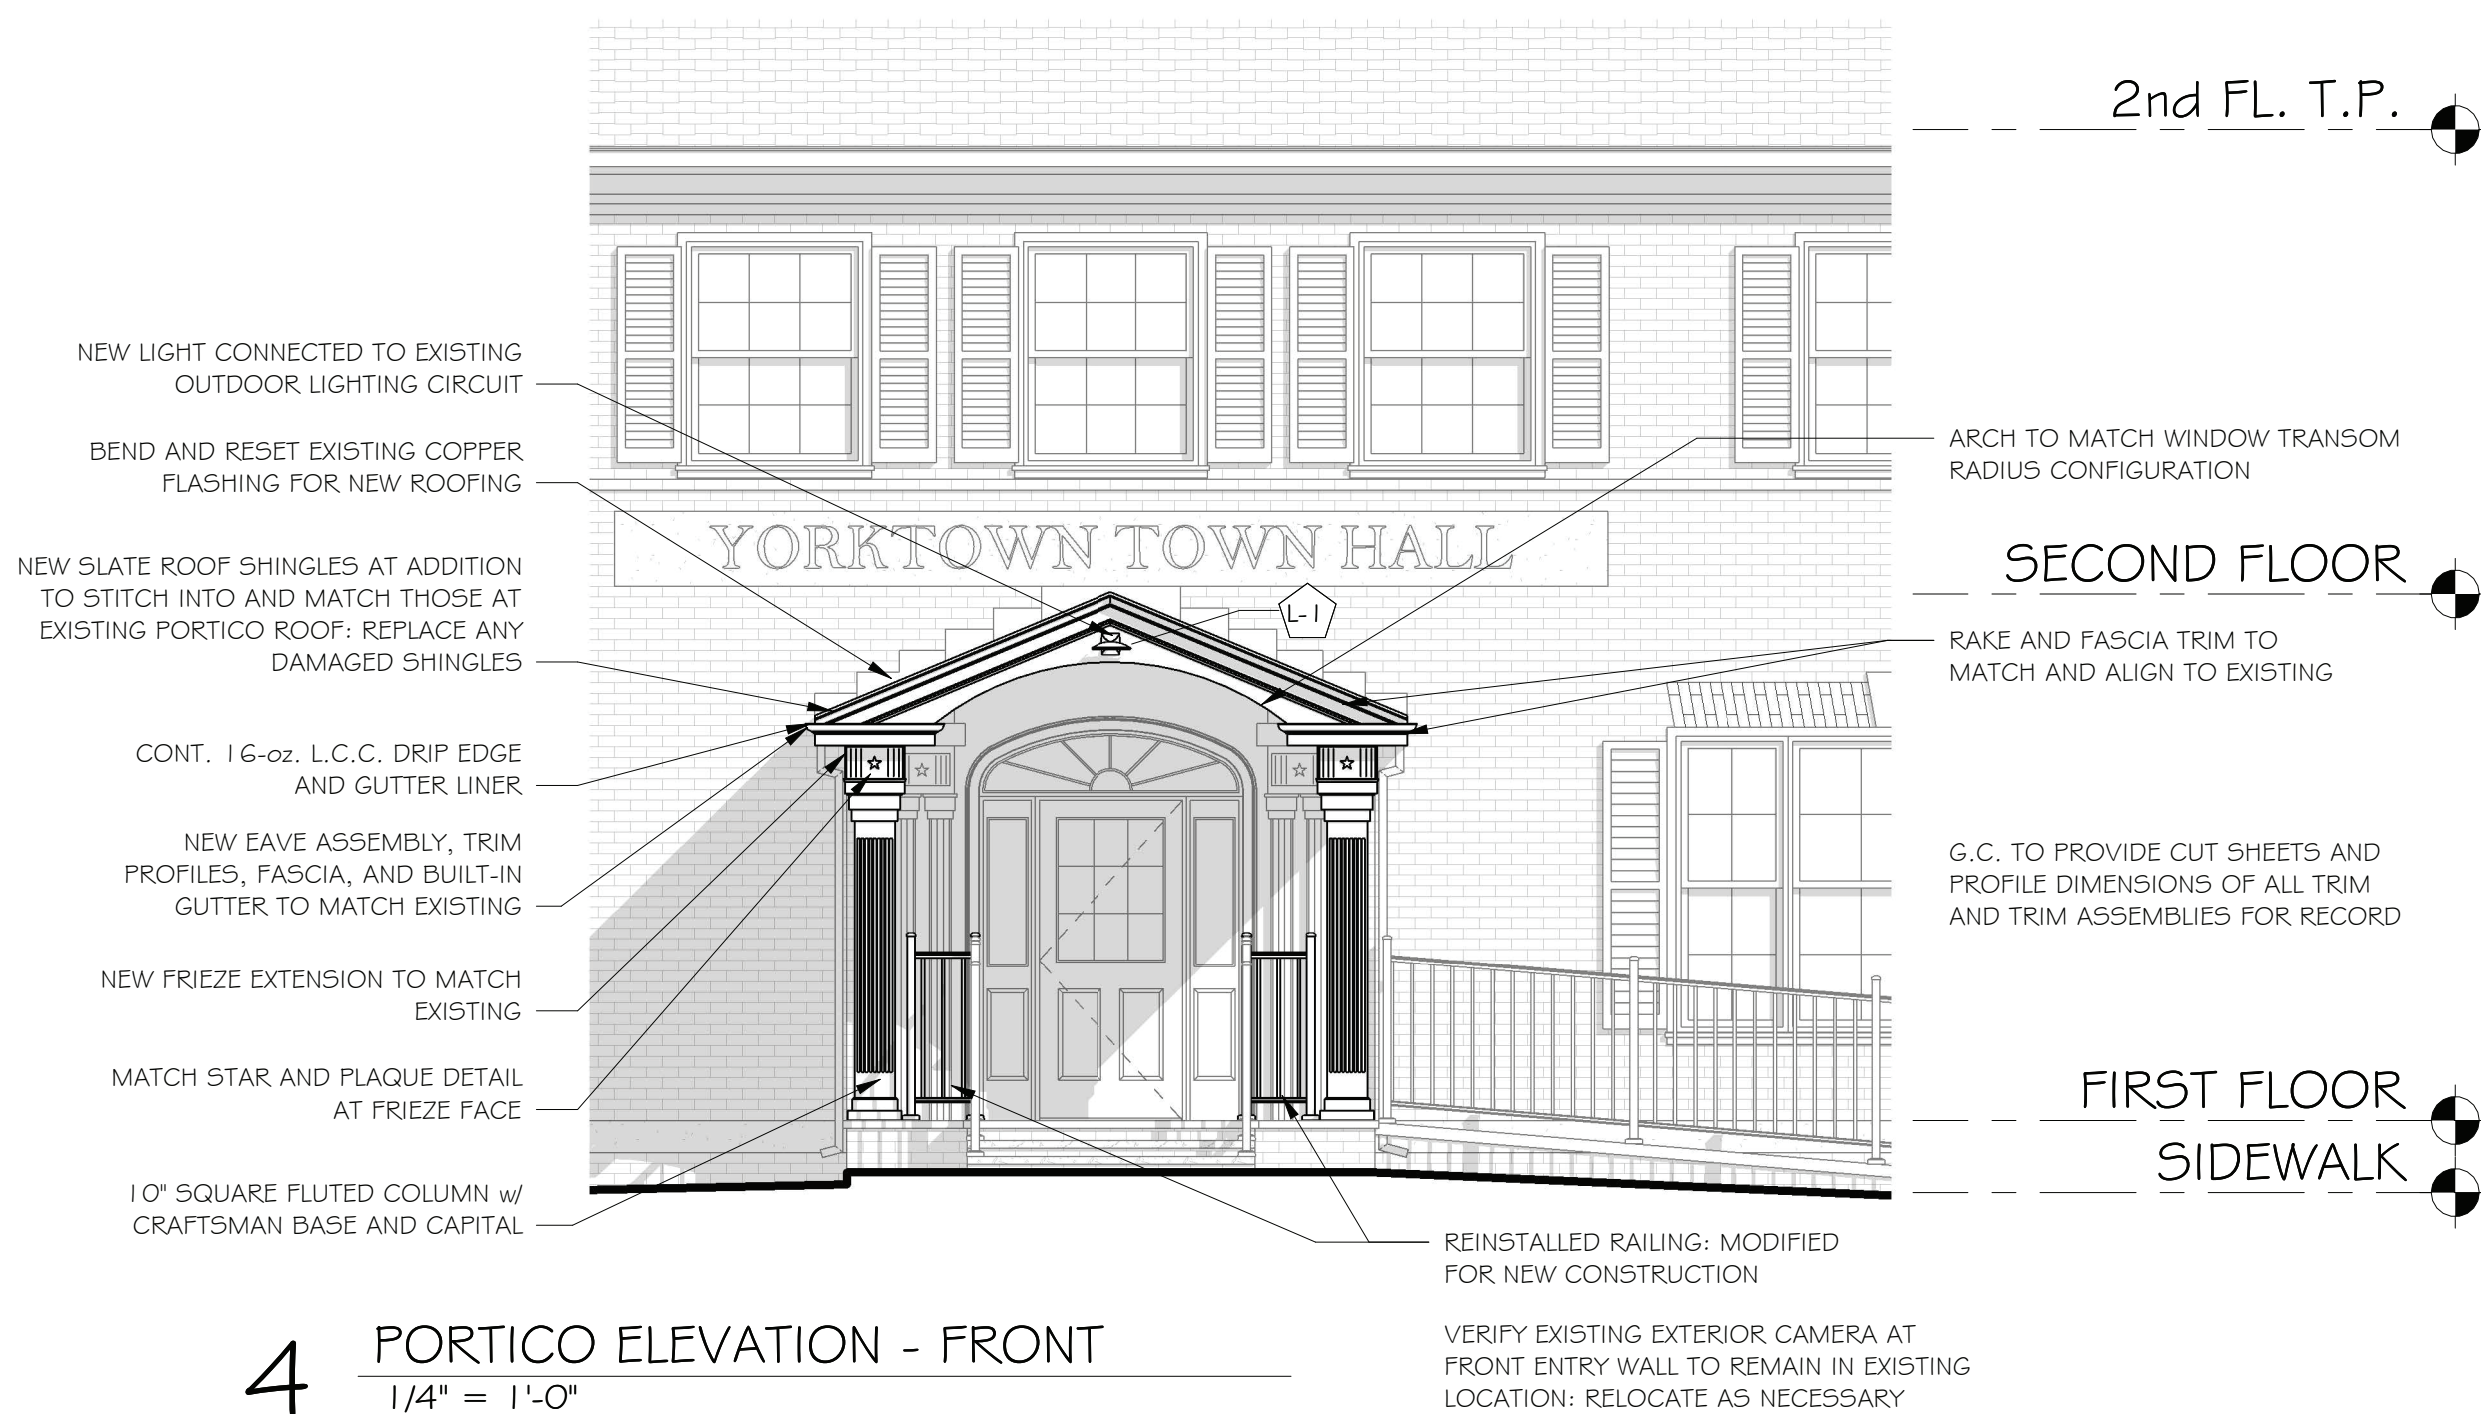 2nd FL. T.P.
NEW LIGHT CONNECTED TO EXISTING
OUTDOOR LIGHTING CIRCUIT
BEND AND RESET EXISTING COPPER
FLASHING FOR NEW ROOFING
NEW SLATE ROOF SHINGLES AT ADDITION
TO STITCH INTO AND MATCH THOSE AT
EXISTING PORTICO ROOF: REPLACE ANY
DAMAGED SHINGLES
CONT. 16-oz. L.C.C. DRIP EDGE
AND GUTTER LINER
NEW EAVE ASSEMBLY, TRIM
PROFILES, FASCIA, AND BUILT-IN
GUTTER TO MATCH EXISTING
NEW FRIEZE EXTENSION TO MATCH
EXISTING
MATCH STAR AND PLAQUE DETAIL
AT FRIEZE FACE
10" SQUARE FLUTED COLUMN w/
CRAFTSMAN BASE AND CAPITAL
YORKTOWN TOWN HALL
L-1
ARCH TO MATCH WINDOW TRANSOM
RADIUS CONFIGURATION
SECOND FLOOR
RAKE AND FASCIA TRIM TO
MATCH AND ALIGN TO EXISTING
G.C. TO PROVIDE CUT SHEETS AND
PROFILE DIMENSIONS OF ALL TRIM
AND TRIM ASSEMBLIES FOR RECORD
FIRST FLOOR
SIDEWALK
REINSTALLED RAILING: MODIFIED
FOR NEW CONSTRUCTION
VERIFY EXISTING EXTERIOR CAMERA AT
FRONT ENTRY WALL TO REMAIN IN EXISTING
LOCATION: RELOCATE AS NECESSARY
4
PORTICO ELEVATION - FRONT
1/4" = 1'-0"